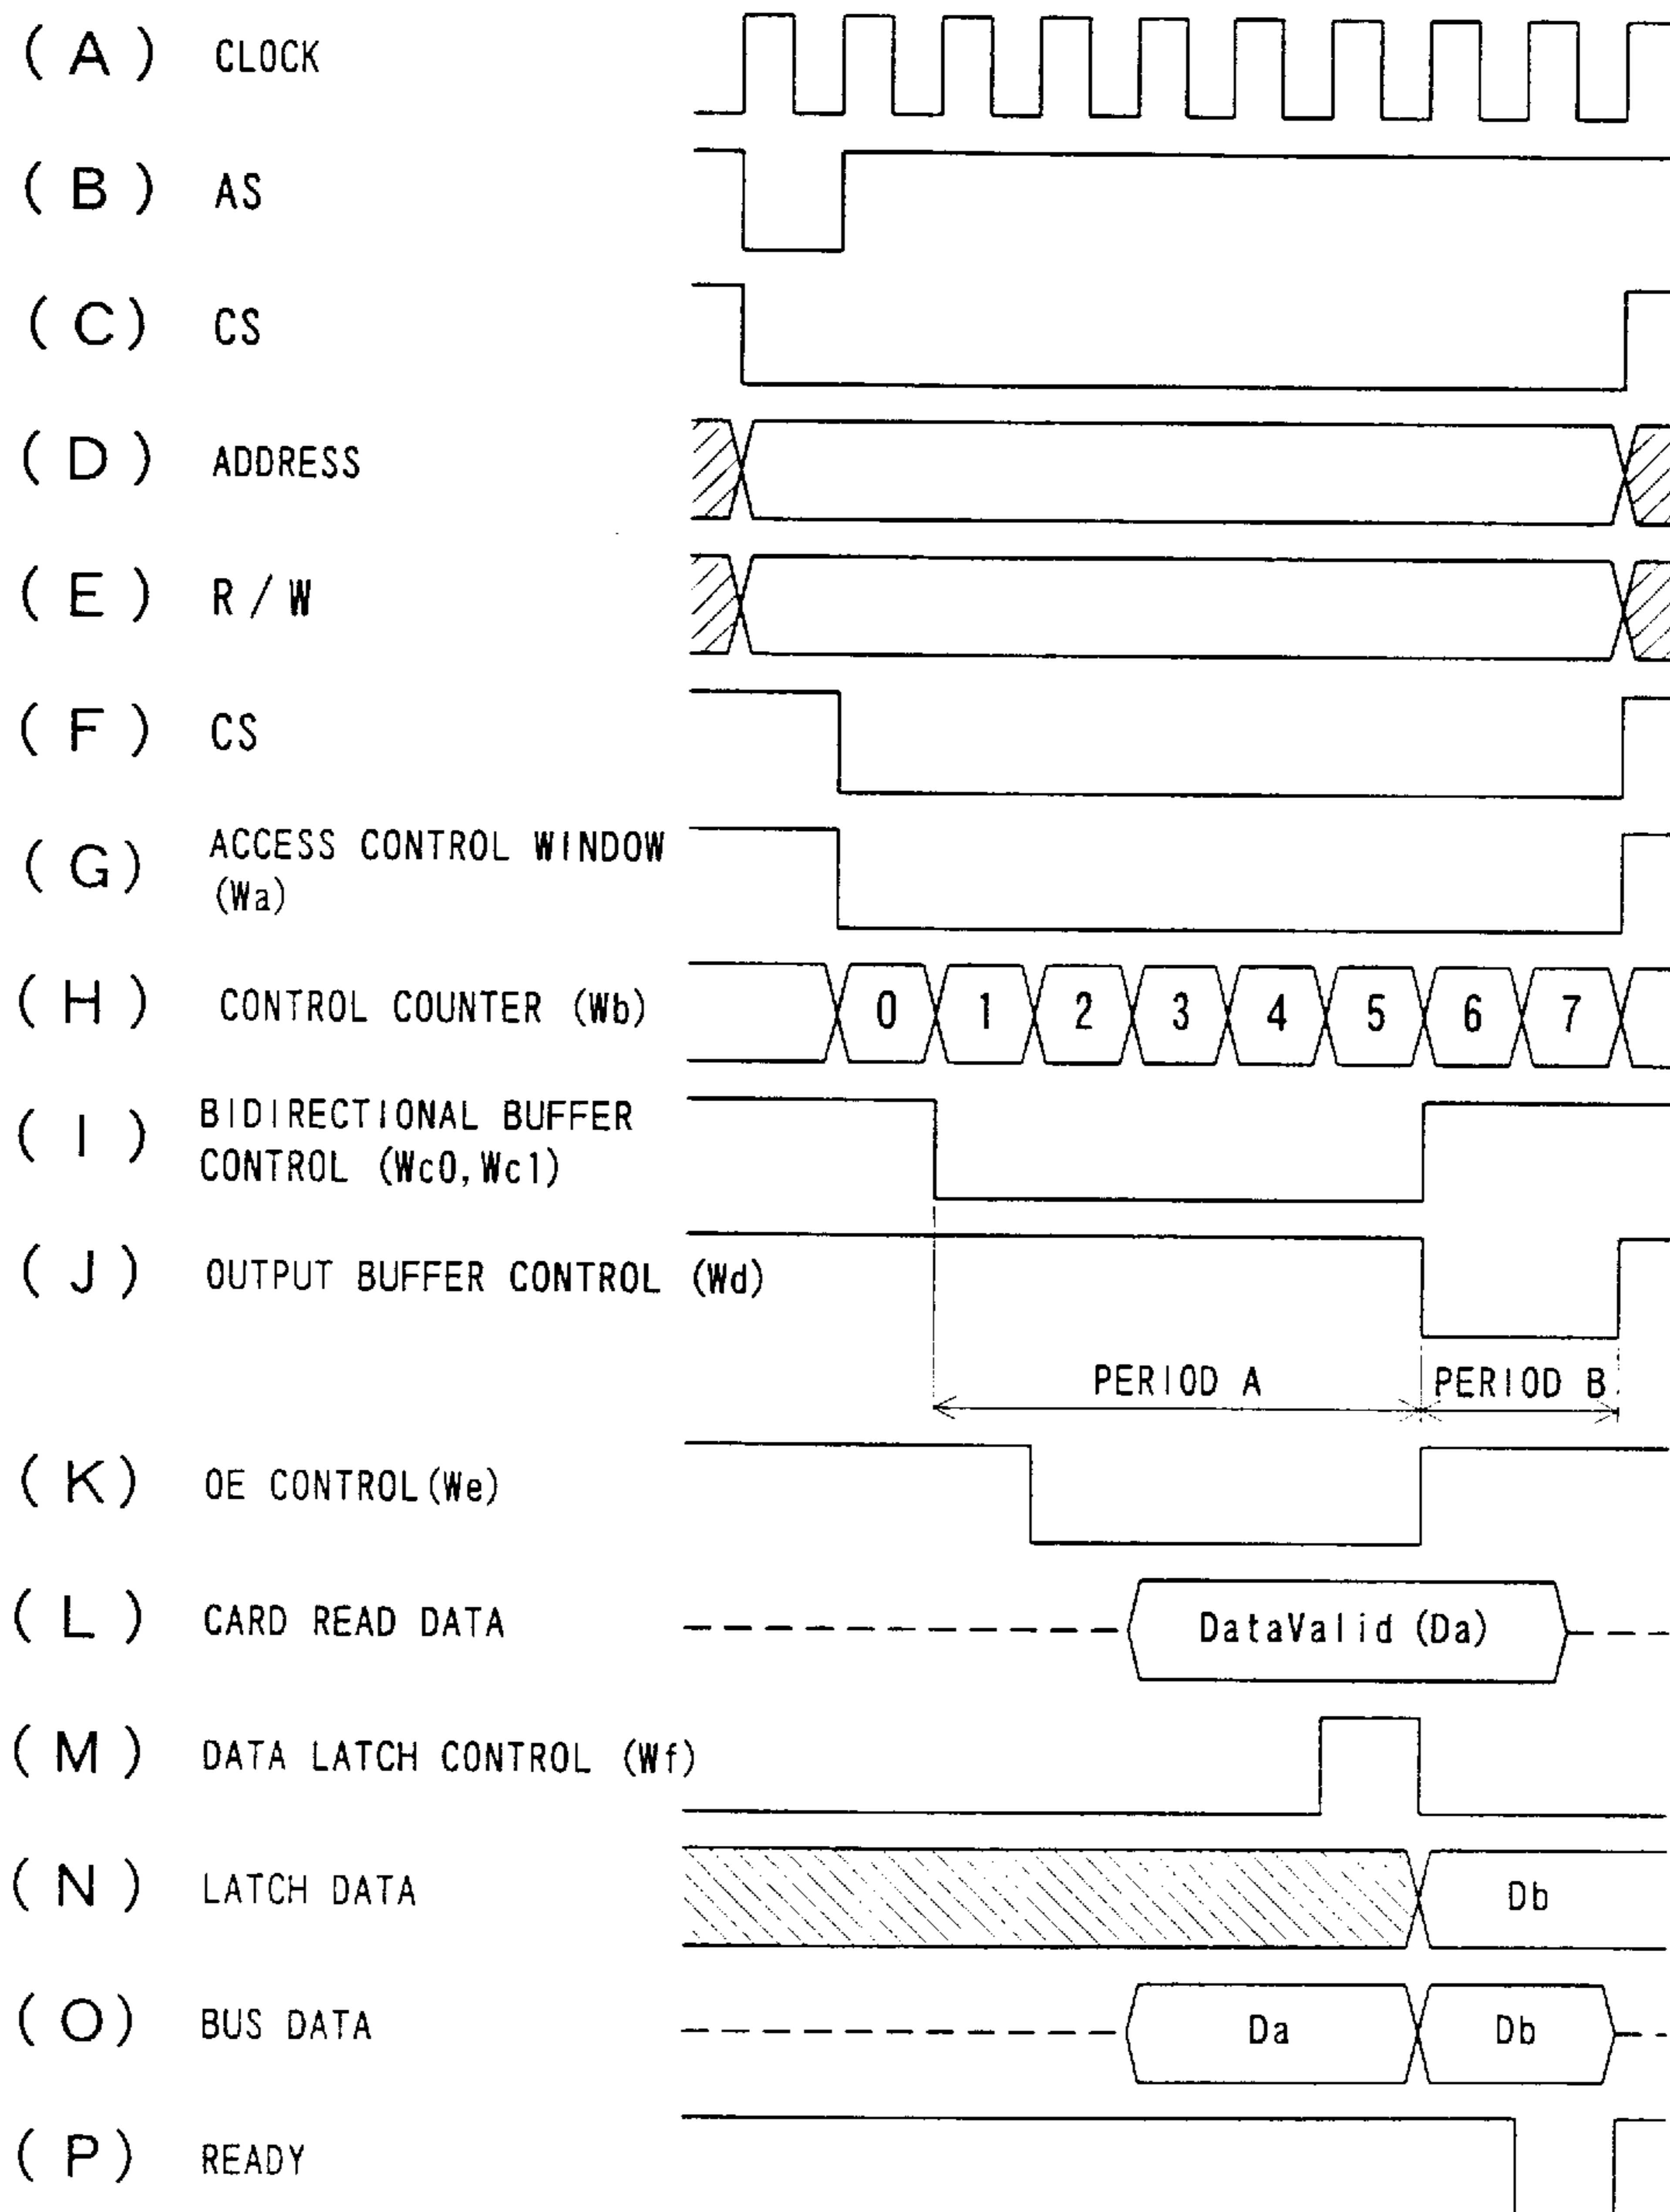 (A) CLOCK
(B) AS
(C) CS
(D) ADDRESS
(E) R/W
(F) CS
(G) ACCESS CONTROL WINDOW
(Wa)
(H) CONTROL COUNTER (Wb) 0 1 2 3 4 5 6 7
(I) BIDIRECTIONAL BUFFER
CONTROL (Wc0,Wc1)
(J) OUTPUT BUFFER CONTROL (Wd)
PERIOD A PERIOD B
(K) OE CONTROL(We)
(L) CARD READ DATA DataValid (Da)
(M) DATA LATCH CONTROL (Wf)
(N) LATCH DATA Db
(O) BUS DATA Da Db
(P) READY